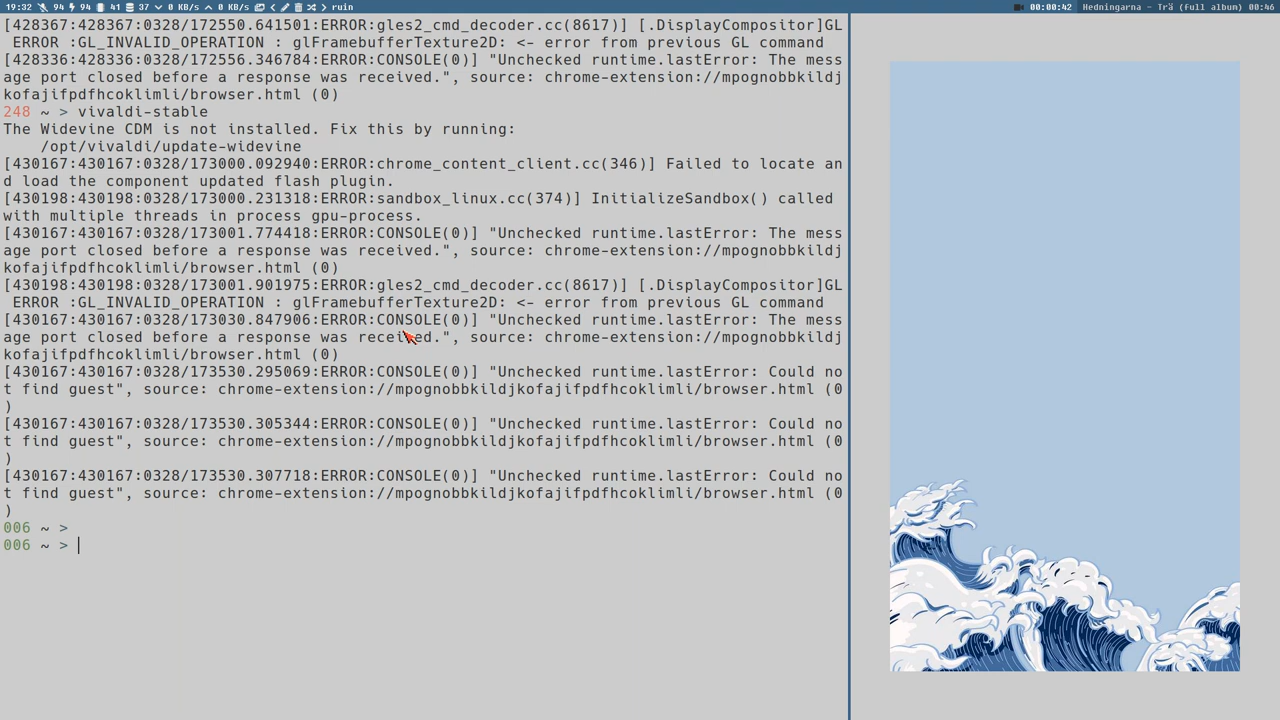 19:32 94 94 41 37 0 KB/s 0 KB/s ruin 00:00:42 Hedningarna – Trä (full album) 00:46
[428367:428367:0328/172550.641501:ERROR:gles2_cmd_decoder.cc(8617)] [.DisplayCompositor]GL
 ERROR :GL_INVALID_OPERATION : glFramebufferTexture2D: <- error from previous GL command
[428336:428336:0328/172556.346784:ERROR:CONSOLE(0)] "Unchecked runtime.lastError: The mess
age port closed before a response was received.", source: chrome-extension://mpognobbkildj
kofajifpdfhcoklimli/browser.html (0)
248 ~ > vivaldi-stable
The Widevine CDM is not installed. Fix this by running:
    /opt/vivaldi/update-widevine
[430167:430167:0328/173000.092940:ERROR:chrome_content_client.cc(346)] Failed to locate an
d load the component updated flash plugin.
[430198:430198:0328/173000.231318:ERROR:sandbox_linux.cc(374)] InitializeSandbox() called
with multiple threads in process gpu-process.
[430167:430167:0328/173001.774418:ERROR:CONSOLE(0)] "Unchecked runtime.lastError: The mess
age port closed before a response was received.", source: chrome-extension://mpognobbkildj
kofajifpdfhcoklimli/browser.html (0)
[430198:430198:0328/173001.901975:ERROR:gles2_cmd_decoder.cc(8617)] [.DisplayCompositor]GL
 ERROR :GL_INVALID_OPERATION : glFramebufferTexture2D: <- error from previous GL command
[430167:430167:0328/173030.847906:ERROR:CONSOLE(0)] "Unchecked runtime.lastError: The mess
age port closed before a response was received.", source: chrome-extension://mpognobbkildj
kofajifpdfhcoklimli/browser.html (0)
[430167:430167:0328/173530.295069:ERROR:CONSOLE(0)] "Unchecked runtime.lastError: Could no
t find guest", source: chrome-extension://mpognobbkildjkofajifpdfhcoklimli/browser.html (0
)
[430167:430167:0328/173530.305344:ERROR:CONSOLE(0)] "Unchecked runtime.lastError: Could no
t find guest", source: chrome-extension://mpognobbkildjkofajifpdfhcoklimli/browser.html (0
)
[430167:430167:0328/173530.307718:ERROR:CONSOLE(0)] "Unchecked runtime.lastError: Could no
t find guest", source: chrome-extension://mpognobbkildjkofajifpdfhcoklimli/browser.html (0
)
006 ~ >
006 ~ >